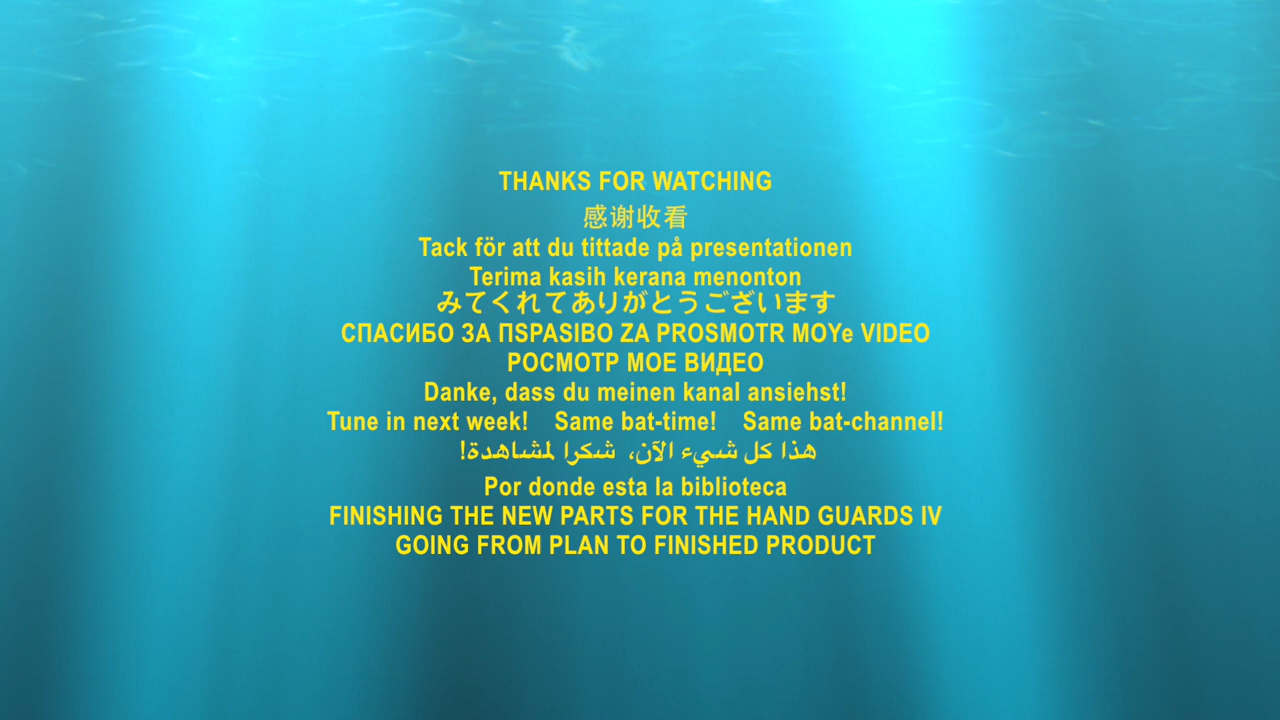 THANKS FOR WATCHING
感谢收看
Tack för att du tittade på presentationen
Terima kasih kerana menonton
みてくれてありがとうございます
СПАСИБО ЗА ПSPASIBO ZA PROSMOTR MOYe VIDEO
РОСМОТР МОЕ ВИДЕО
Danke, dass du meinen kanal ansiehst!
Tune in next week! Same bat-time! Same bat-channel!
هذا كل شيء الآن، شكرا لمشاهدة!
Por donde esta la biblioteca
FINISHING THE NEW PARTS FOR THE HAND GUARDS IV
GOING FROM PLAN TO FINISHED PRODUCT